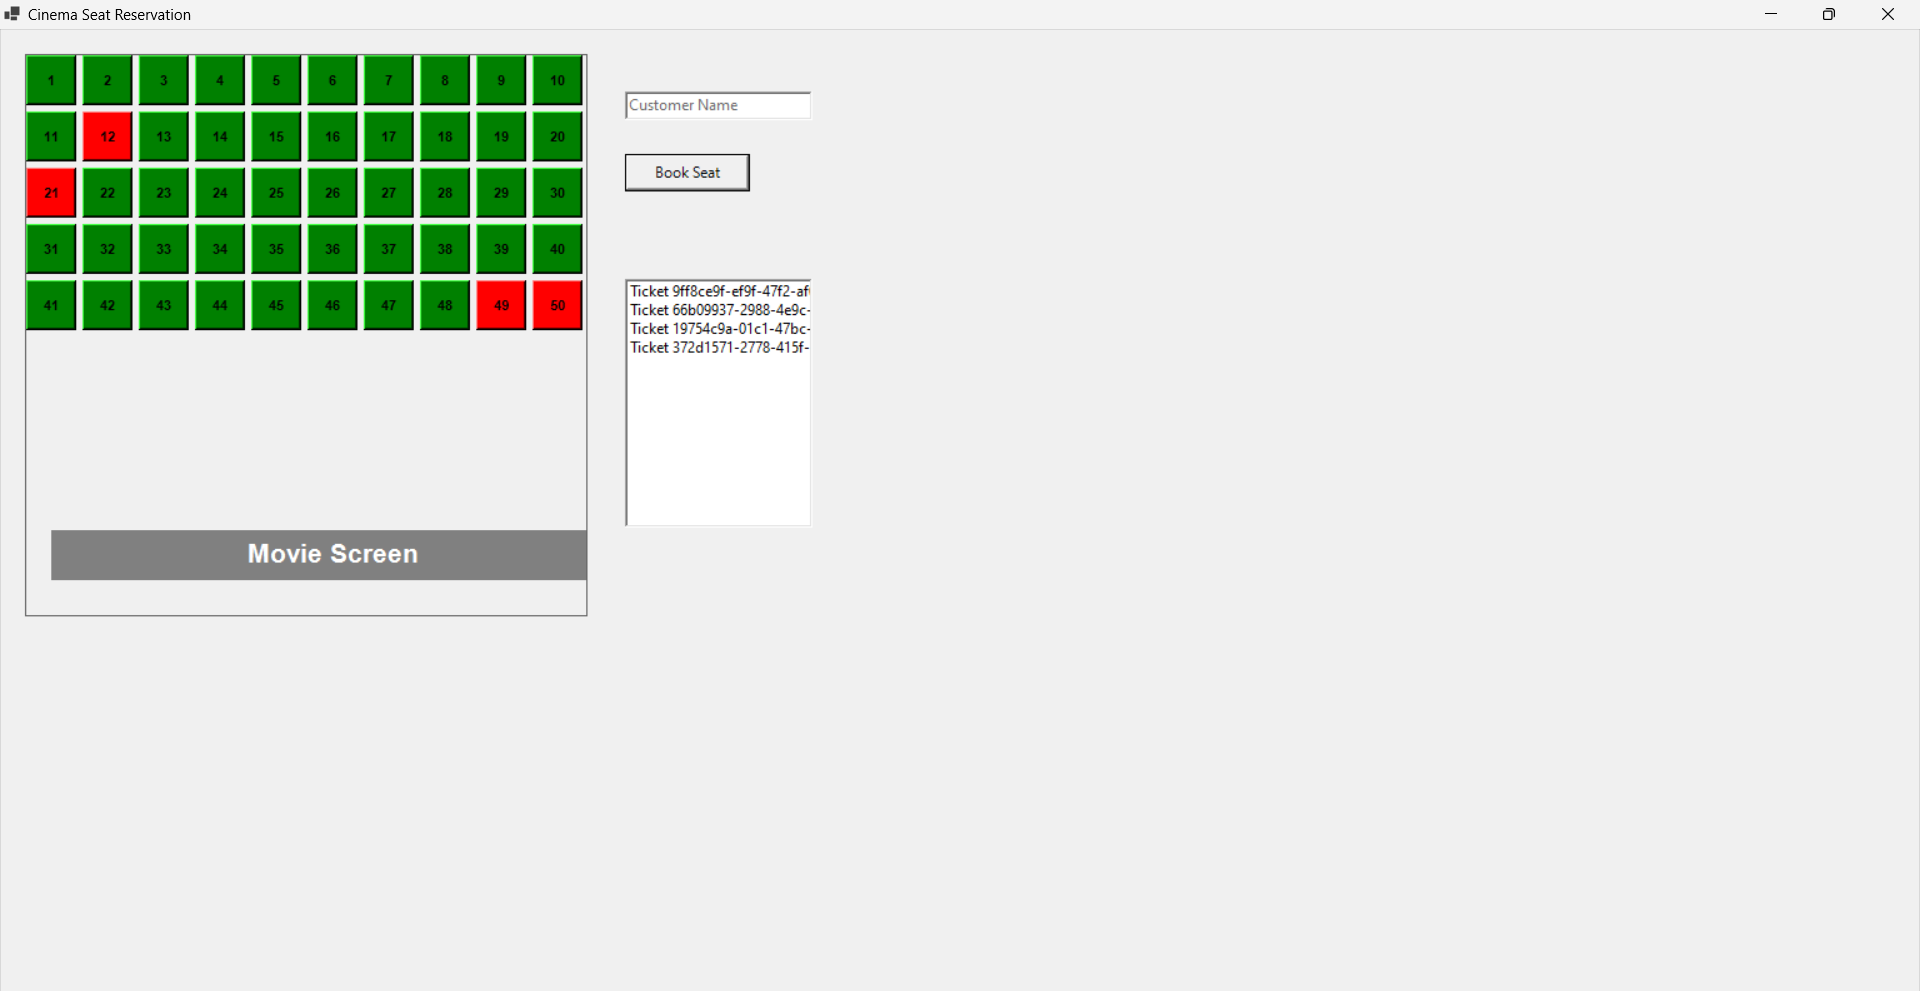 Cinema Seat Reservation
1 2 3 4 5 6 7 8 9 10
11 12 13 14 15 16 17 18 19 20
21 22 23 24 25 26 27 28 29 30
31 32 33 34 35 36 37 38 39 40
41 42 43 44 45 46 47 48 49 50
Movie Screen
Customer Name
Book Seat
Ticket 9ff8ce9f-ef9f-47f2-af
Ticket 66b09937-2988-4e9c-
Ticket 19754c9a-01c1-47bc-
Ticket 372d1571-2778-415f-